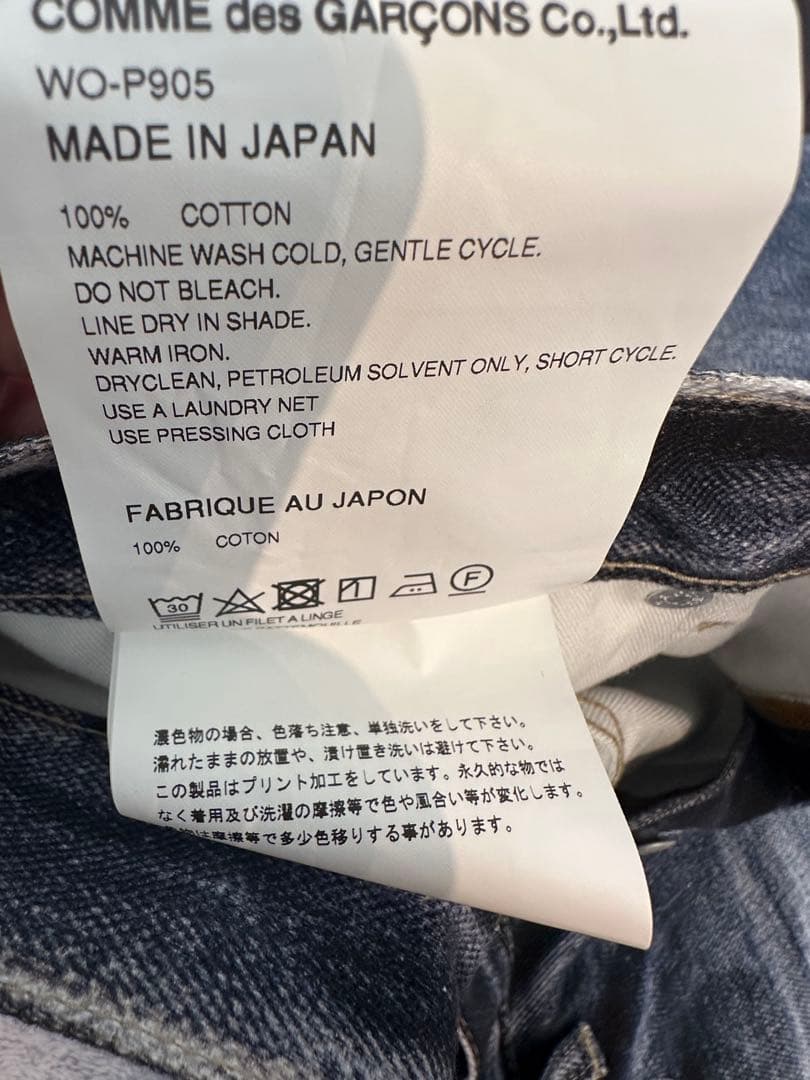 COMME des GARÇONS Co.,Ltd.
WO-P905
MADE IN JAPAN
100% COTTON
MACHINE WASH COLD, GENTLE CYCLE.
DO NOT BLEACH.
LINE DRY IN SHADE.
WARM IRON.
DRYCLEAN, PETROLEUM SOLVENT ONLY, SHORT CYCLE.
USE A LAUNDRY NET
USE PRESSING CLOTH
FABRIQUE AU JAPON
100% COTON
30 F
UTILISER UN FILET A LINGE
濃色物の場合、色落ち注意、単独洗いをして下さい。
濡れたままの放置や、漬け置き洗いは避けて下さい。
この製品はプリント加工をしています。永久的な物では
なく着用及び洗濯の摩擦等で色や風合い等が変化します。
は摩擦等で多少色移りする事があります。